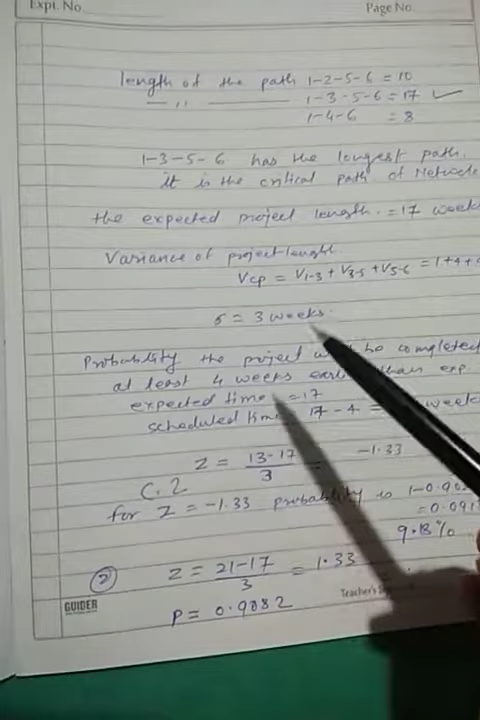 Expt. No
Page No.
length of the path 1-2-5-6 = 10
— ,, — 1-3-5-6 = 17 ✓
1-4-6 = 8
1-3-5-6 has the longest path.
it is the critical path of Network
the expected project length. = 17 weeks
Variance of project lenght
Vcp = V1-3 + V3-5 + V5-6 = 1+4+
σ = 3 weeks.
Probability the project will be completed
at least 4 weeks earlier than exp
expected time = 17
scheduled time 17 - 4 = week
Z = 13-17 / 3 = -1.33
C.2
for Z = -1.33 probability is 1-0.90
= 0.091
9.18%
② Z = 21-17 / 3 = 1.33
GUIDER
Teacher's
P = 0.9082